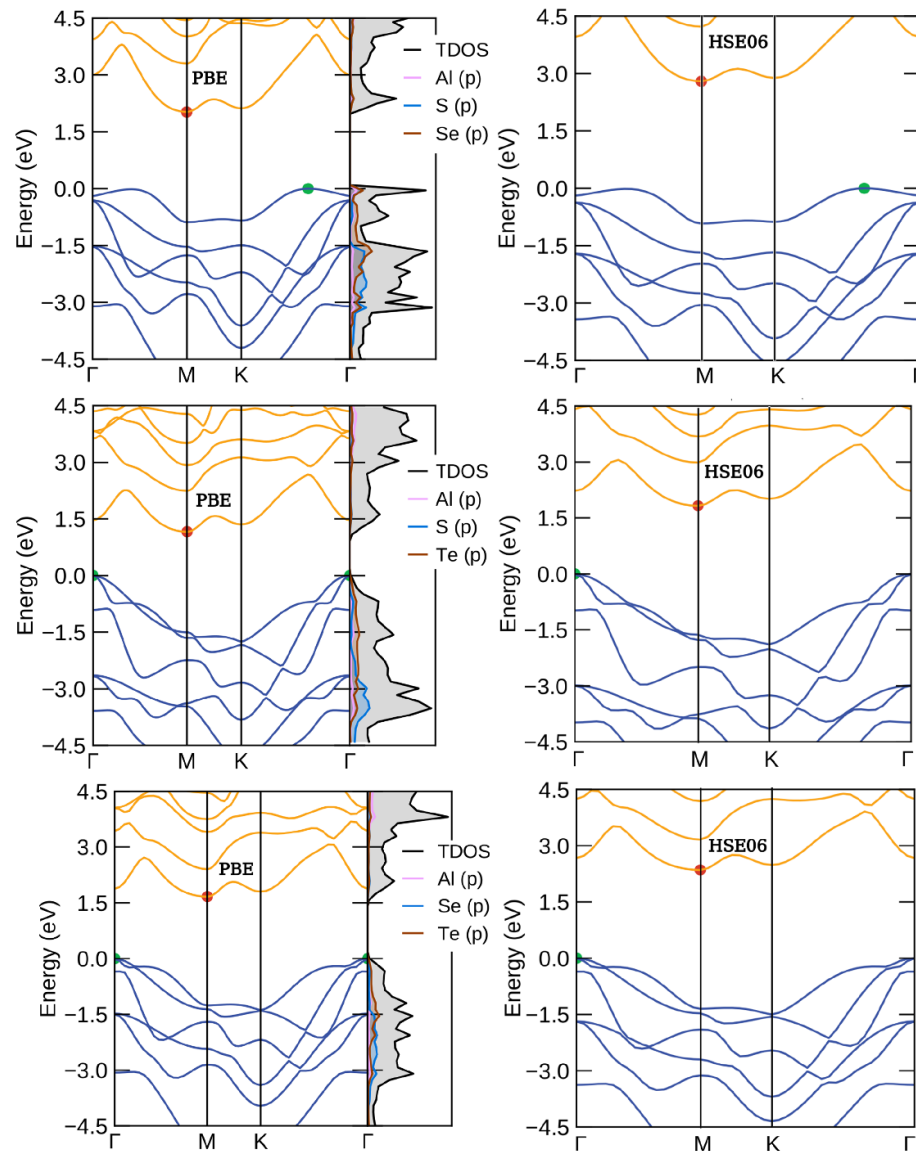 4.5
3.0
1.5
0.0
−1.5
−3.0
−4.5
Energy (eV)
PBE
Γ
M
K
Γ
TDOS
Al (p)
S (p)
Se (p)
4.5
3.0
1.5
0.0
−1.5
−3.0
−4.5
Energy (eV)
HSE06
Γ
M
K
4.5
3.0
1.5
0.0
−1.5
−3.0
−4.5
Energy (eV)
PBE
Γ
M
K
Γ
TDOS
Al (p)
S (p)
Te (p)
4.5
3.0
1.5
0.0
−1.5
−3.0
−4.5
Energy (eV)
HSE06
Γ
M
K
Γ
4.5
3.0
1.5
0.0
−1.5
−3.0
−4.5
Energy (eV)
PBE
Γ
M
K
Γ
TDOS
Al (p)
Se (p)
Te (p)
4.5
3.0
1.5
0.0
−1.5
−3.0
−4.5
Energy (eV)
HSE06
Γ
M
K
Γ